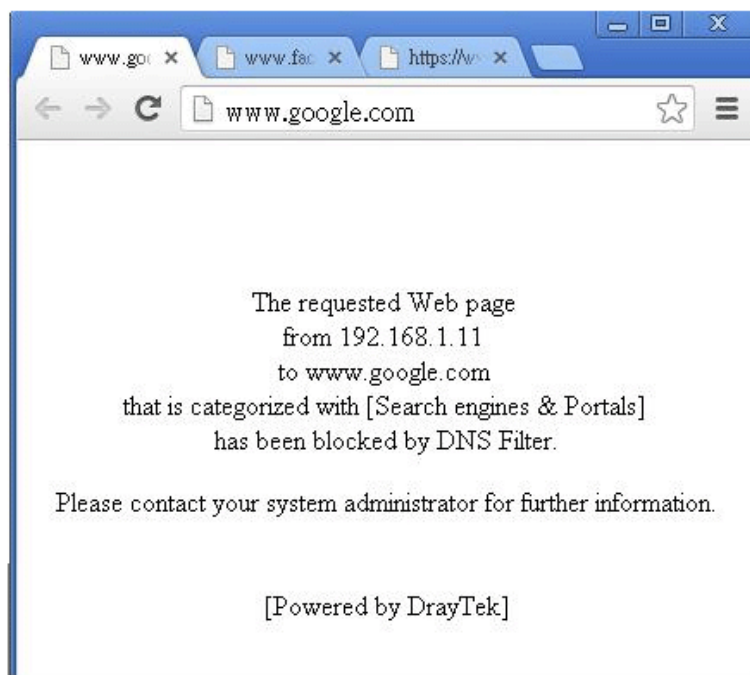 www.goo
www.fac
https://w
www.google.com
The requested Web page
from 192.168.1.11
to www.google.com
that is categorized with [Search engines & Portals]
has been blocked by DNS Filter.
Please contact your system administrator for further information.
[Powered by DrayTek]